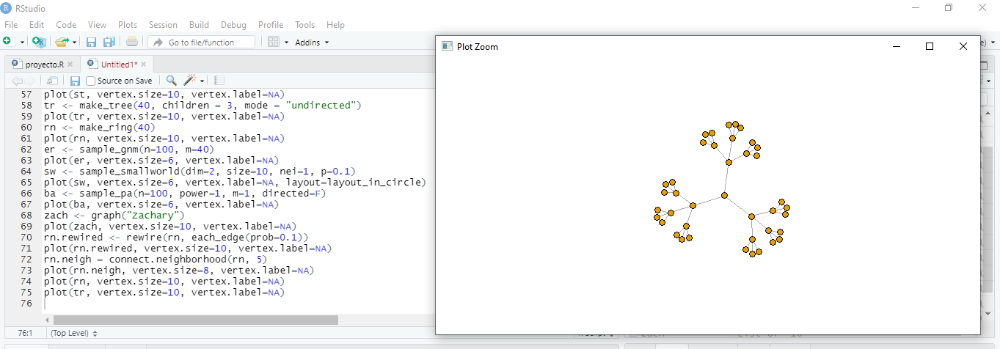 RStudio
File Edit Code View Plots Session Build Debug Profile Tools Help
Go to file/function
Addins
proyecto.R
Untitled1*
Source on Save
57 plot(st, vertex.size=10, vertex.label=NA)
58 tr <- make_tree(40, children = 3, mode = "undirected")
59 plot(tr, vertex.size=10, vertex.label=NA)
60 rn <- make_ring(40)
61 plot(rn, vertex.size=10, vertex.label=NA)
62 er <- sample_gnm(n=100, m=40)
63 plot(er, vertex.size=6, vertex.label=NA)
64 sw <- sample_smallworld(dim=2, size=10, nei=1, p=0.1)
65 plot(sw, vertex.size=6, vertex.label=NA, layout=layout_in_circle)
66 ba <- sample_pa(n=100, power=1, m=1, directed=F)
67 plot(ba, vertex.size=6, vertex.label=NA)
68 zach <- graph("Zachary")
69 plot(zach, vertex.size=10, vertex.label=NA)
70 rn.rewired <- rewire(rn, each_edge(prob=0.1))
71 plot(rn.rewired, vertex.size=10, vertex.label=NA)
72 rn.neigh = connect.neighborhood(rn, 5)
73 plot(rn.neigh, vertex.size=8, vertex.label=NA)
74 plot(rn, vertex.size=10, vertex.label=NA)
75 plot(tr, vertex.size=10, vertex.label=NA)
76
76:1 (Top Level)
Plot Zoom